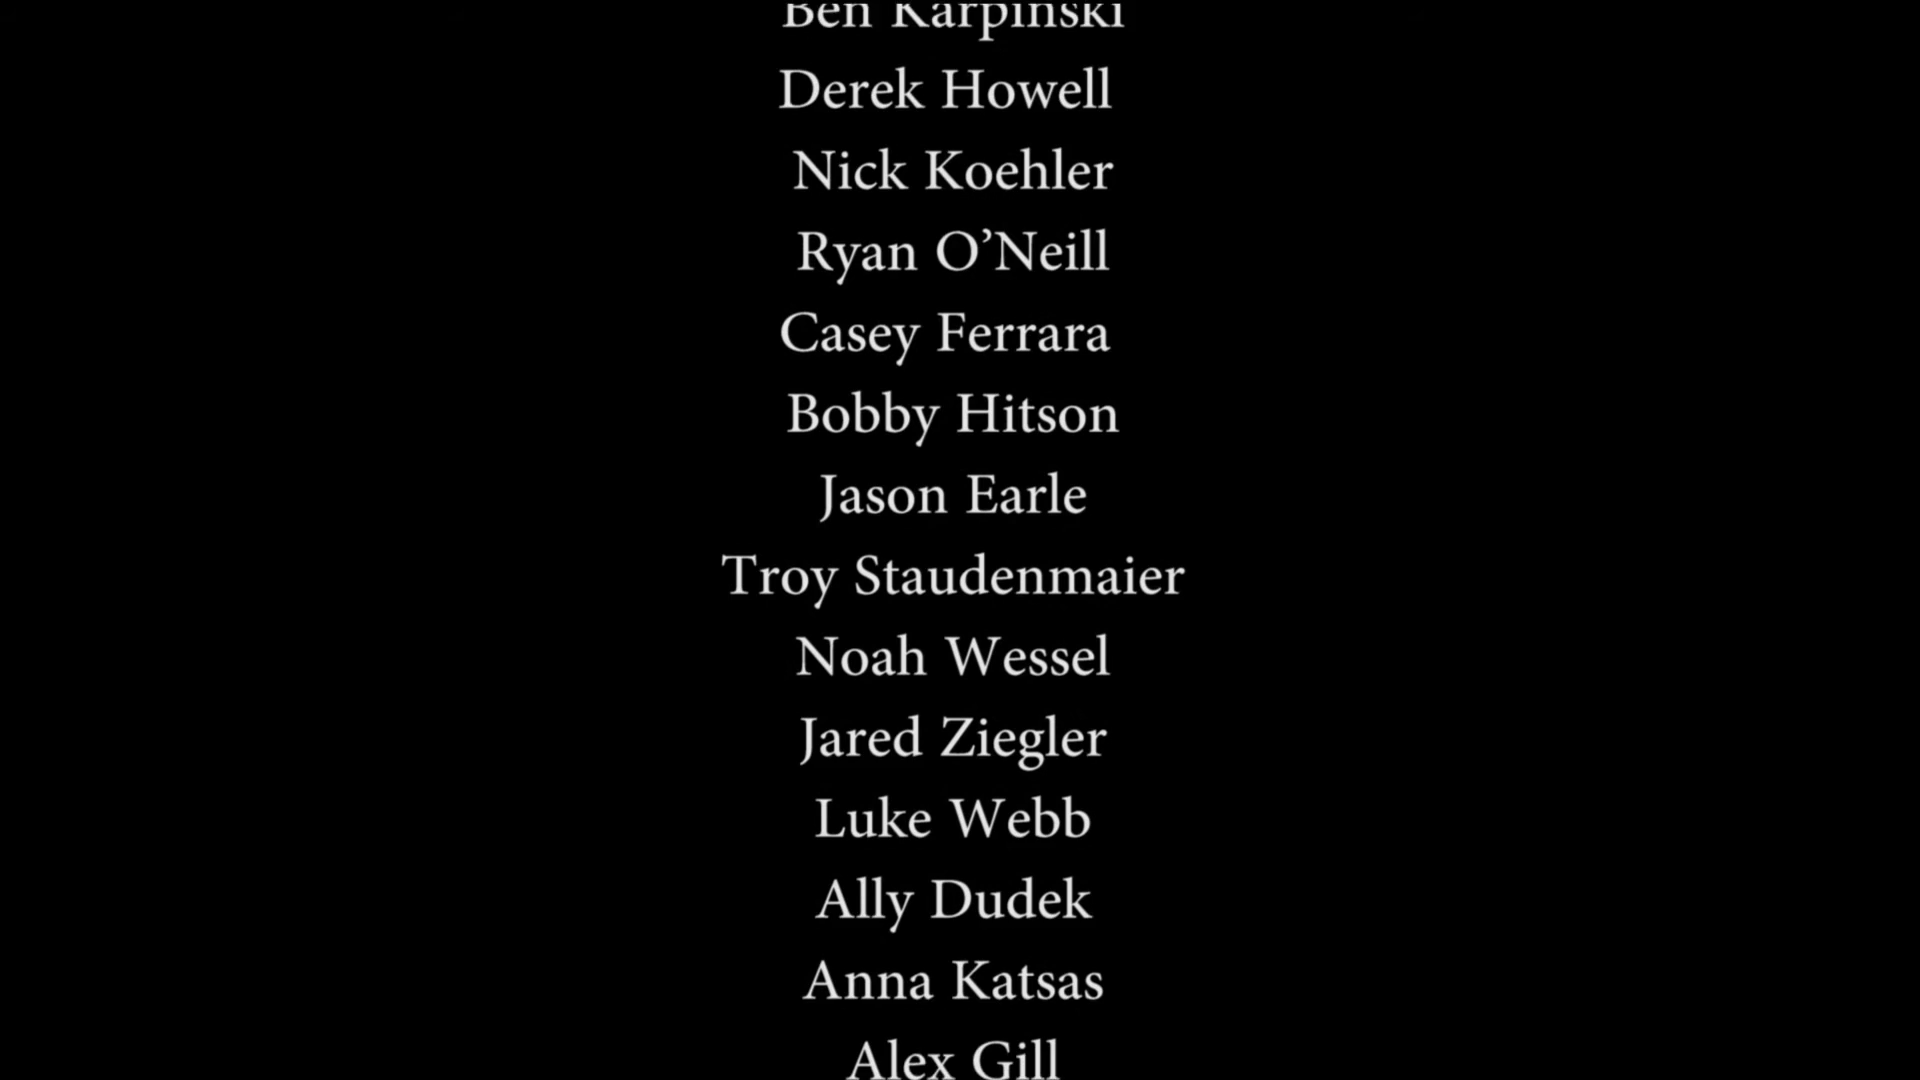 Ben Karpinski
Derek Howell
Nick Koehler
Ryan O’Neill
Casey Ferrara
Bobby Hitson
Jason Earle
Troy Staudenmaier
Noah Wessel
Jared Ziegler
Luke Webb
Ally Dudek
Anna Katsas
Alex Gill